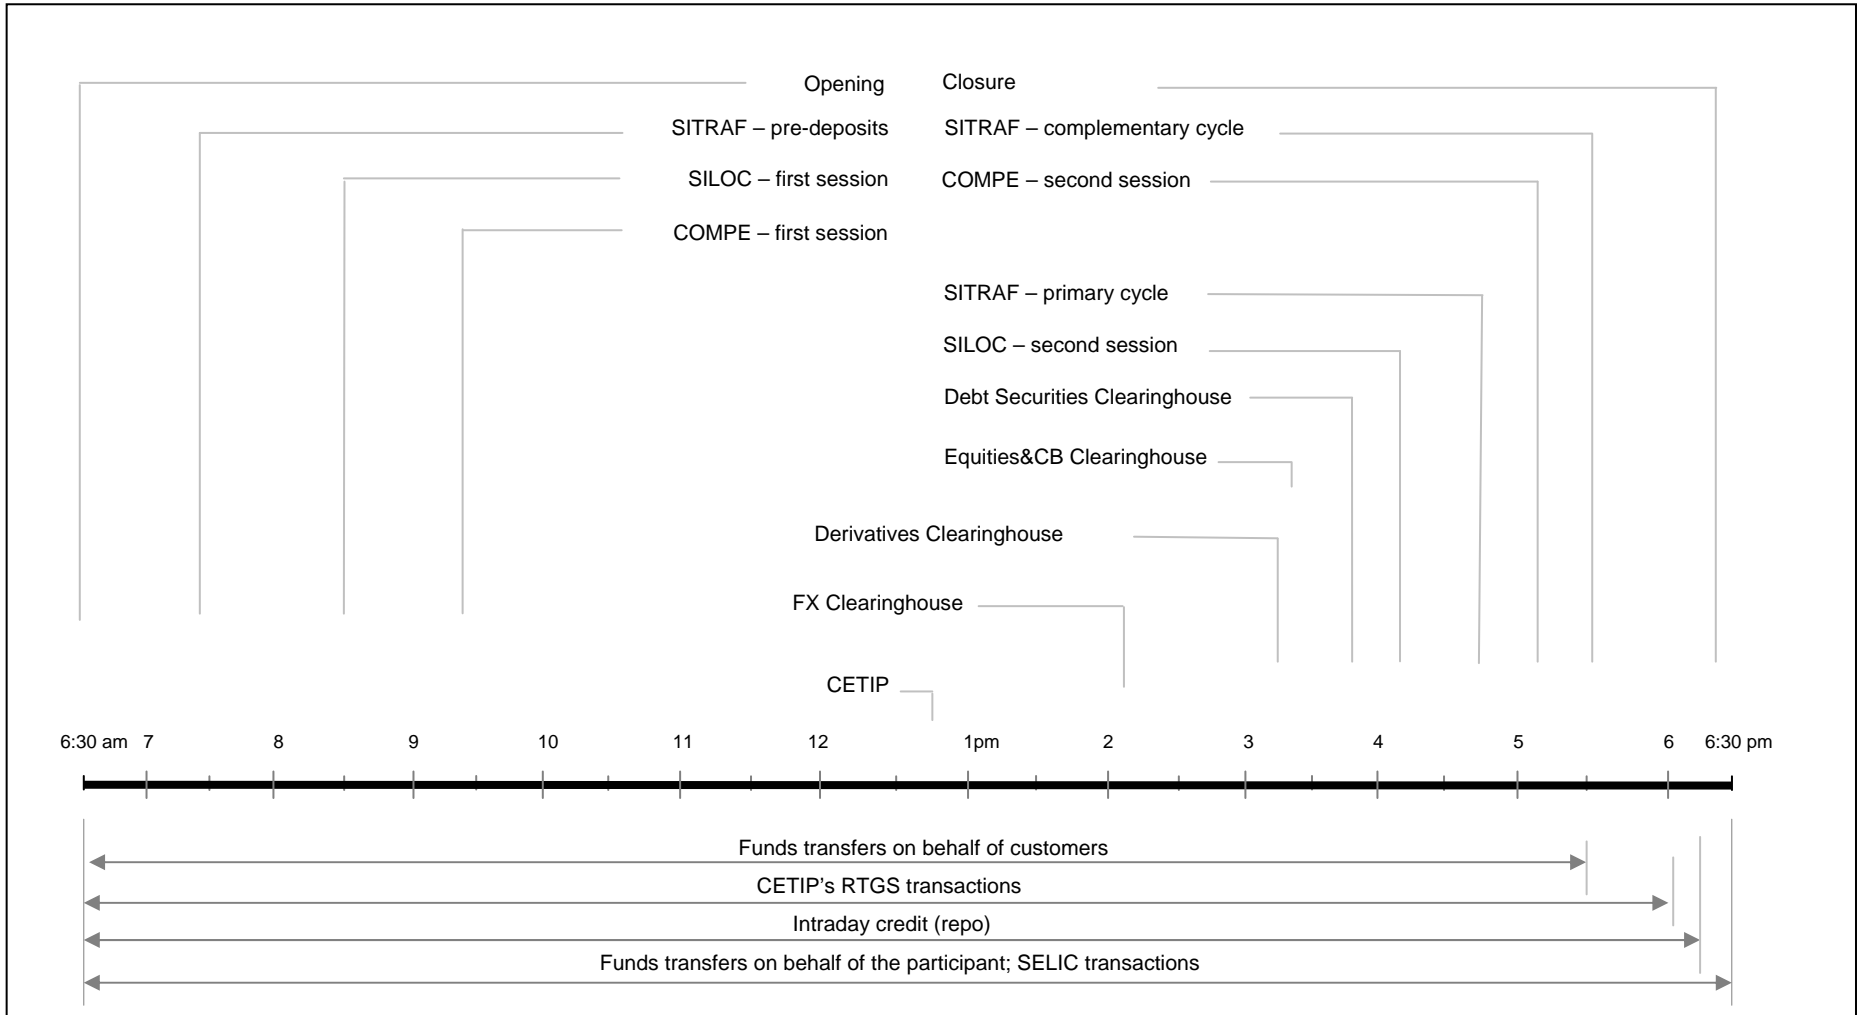 Opening
Closure
SITRAF – pre-deposits
SITRAF – complementary cycle
SILOC – first session
COMPE – second session
COMPE – first session
SITRAF – primary cycle
SILOC – second session
Debt Securities Clearinghouse
Equities&CB Clearinghouse
Derivatives Clearinghouse
FX Clearinghouse
CETIP
6:30 am 7 8 9 10 11 12 1pm 2 3 4 5 6 6:30 pm
Funds transfers on behalf of customers
CETIP's RTGS transactions
Intraday credit (repo)
Funds transfers on behalf of the participant; SELIC transactions